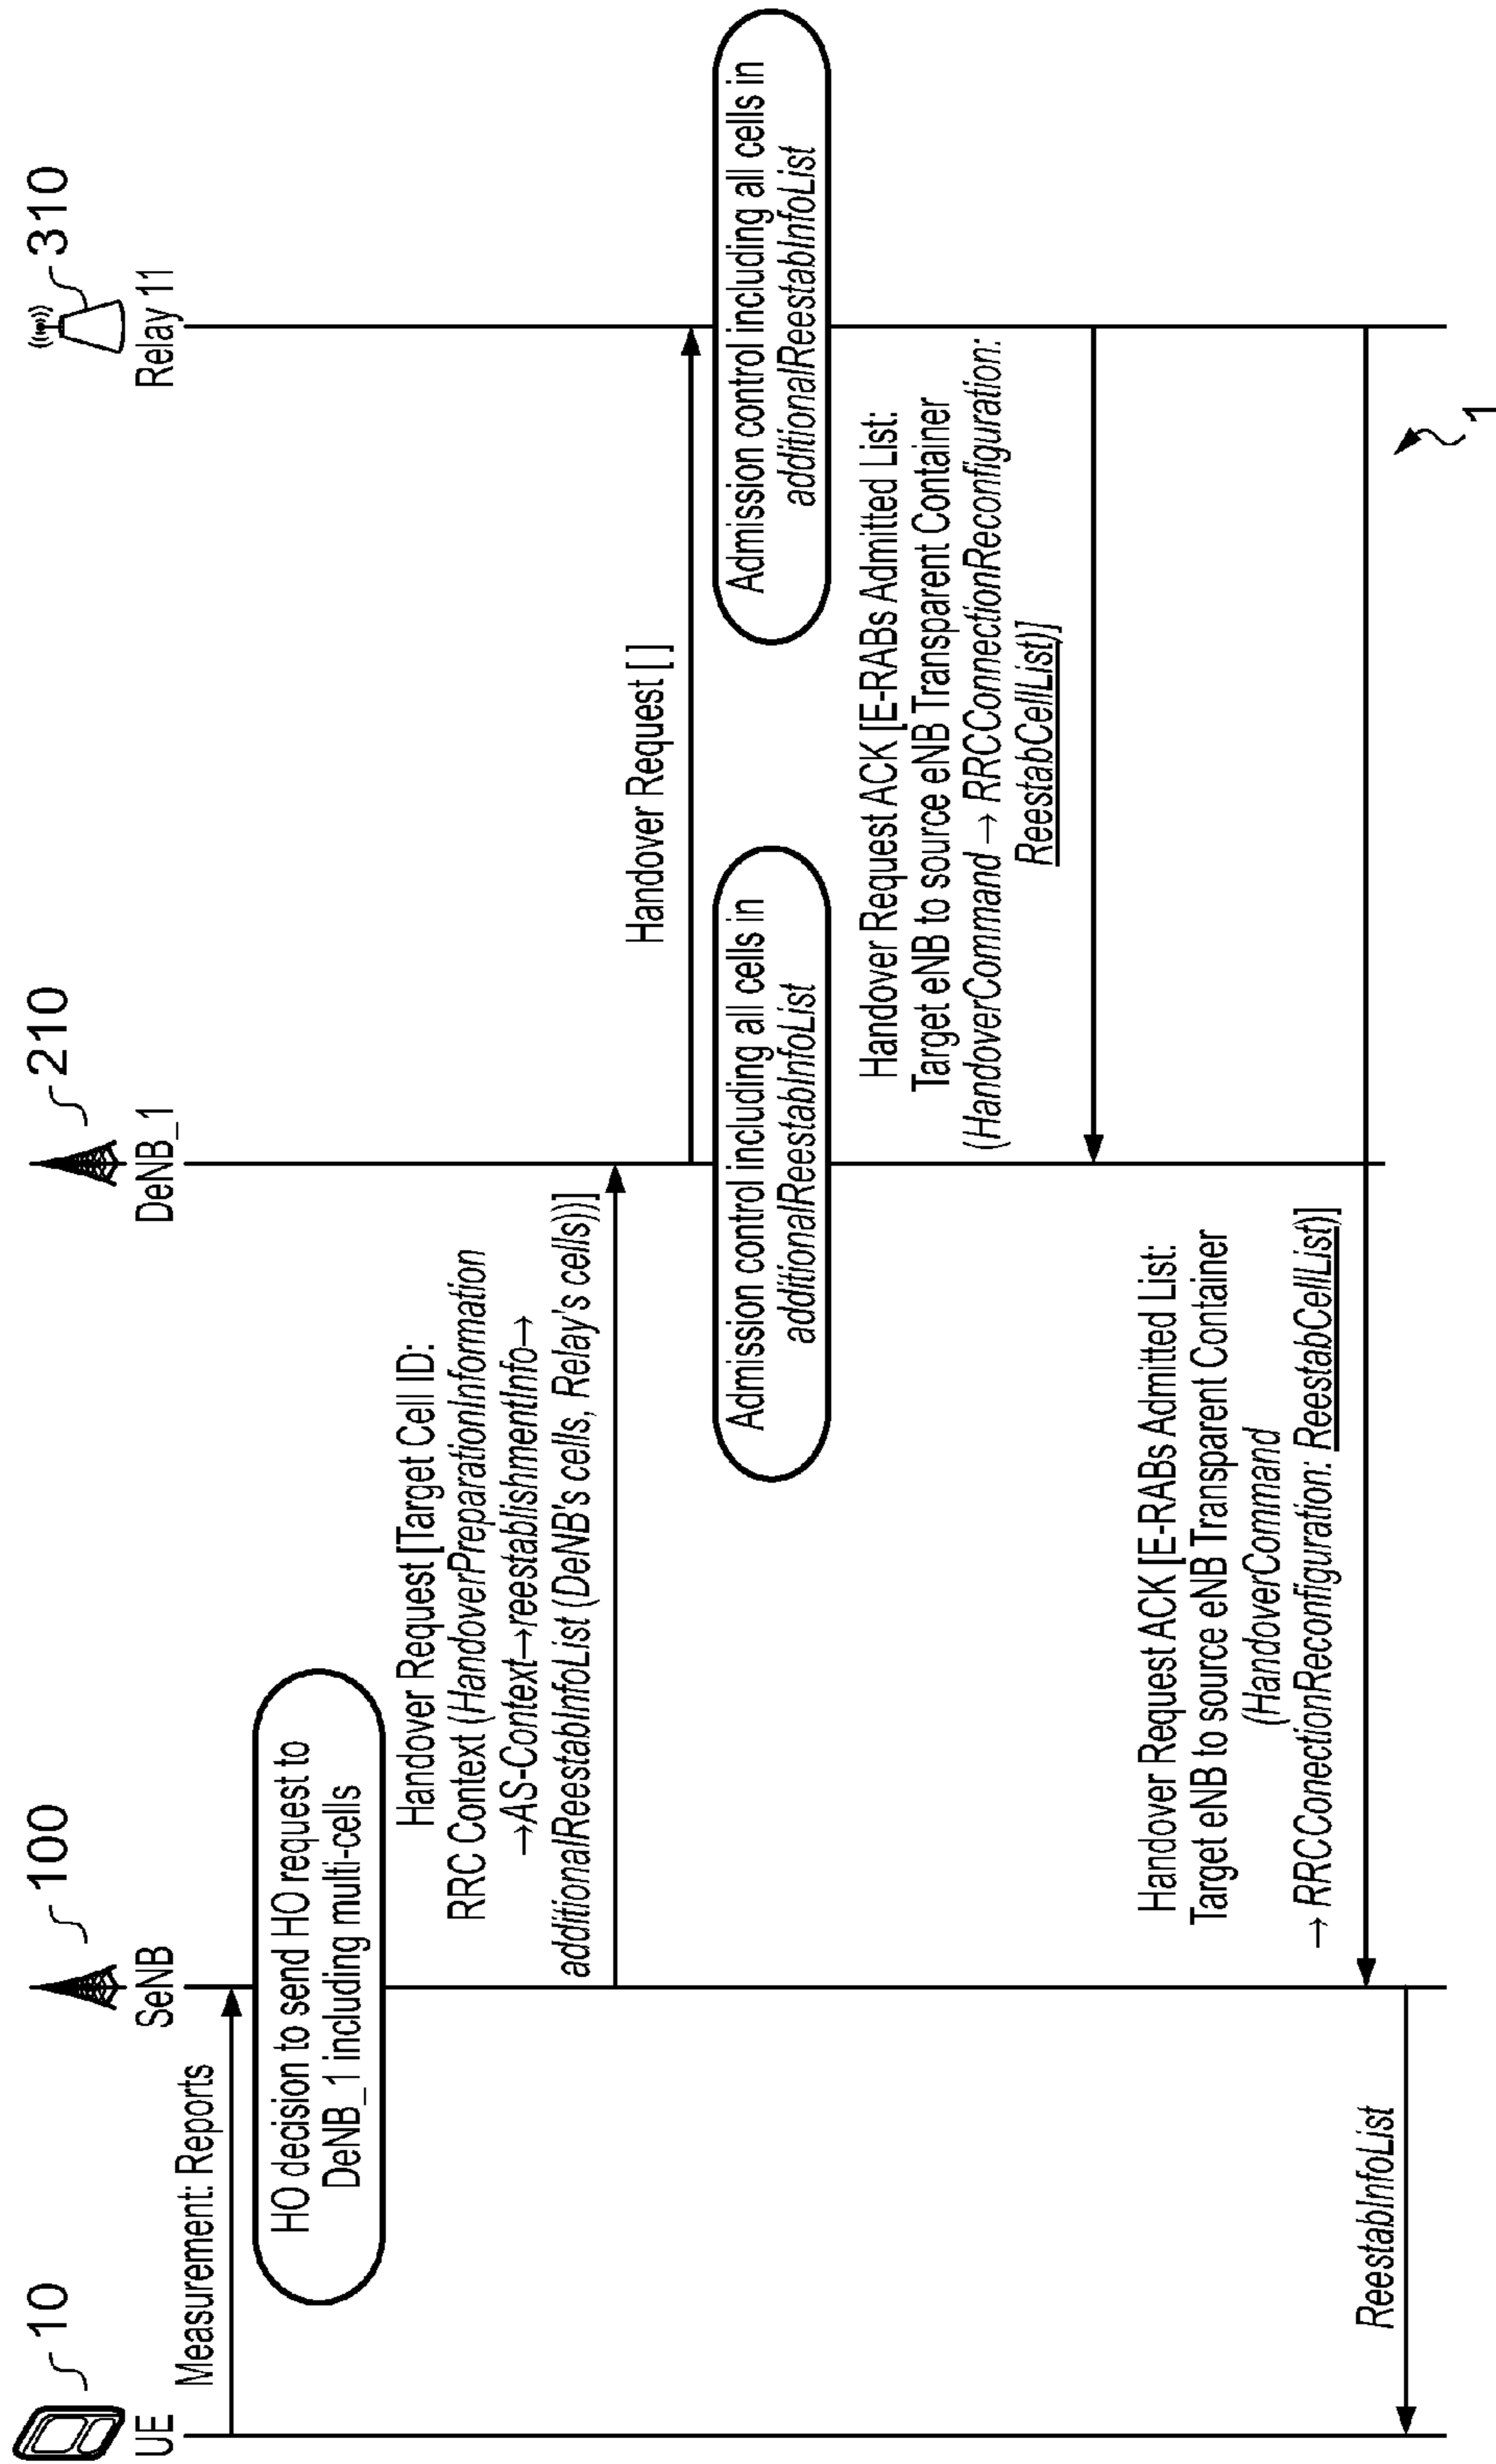 10
UE
100
SeNB
210
DeNB_1
310
Relay 11
Measurement: Reports
HO decision to send HO request to
DeNB_1 including multi-cells
Handover Request [Target Cell ID:
RRC Context (HandoverPreparationInformation
→AS-Context→reestablishmentInfo→
additionalReestabInfoList (DeNB's cells, Relay's cells))]
Handover Request [ ]
Admission control including all cells in
additionalReestabInfoList
Admission control including all cells in
additionalReestabInfoList
Handover Request ACK [E-RABs Admitted List:
Target eNB to source eNB Transparent Container
(HandoverCommand → RRCConnectionReconfiguration:
ReestabCellList)]
Handover Request ACK [E-RABs Admitted List:
Target eNB to source eNB Transparent Container
(HandoverCommand
→ RRCConectionReconfiguration: ReestabCellList)]
ReestabInfoList
1